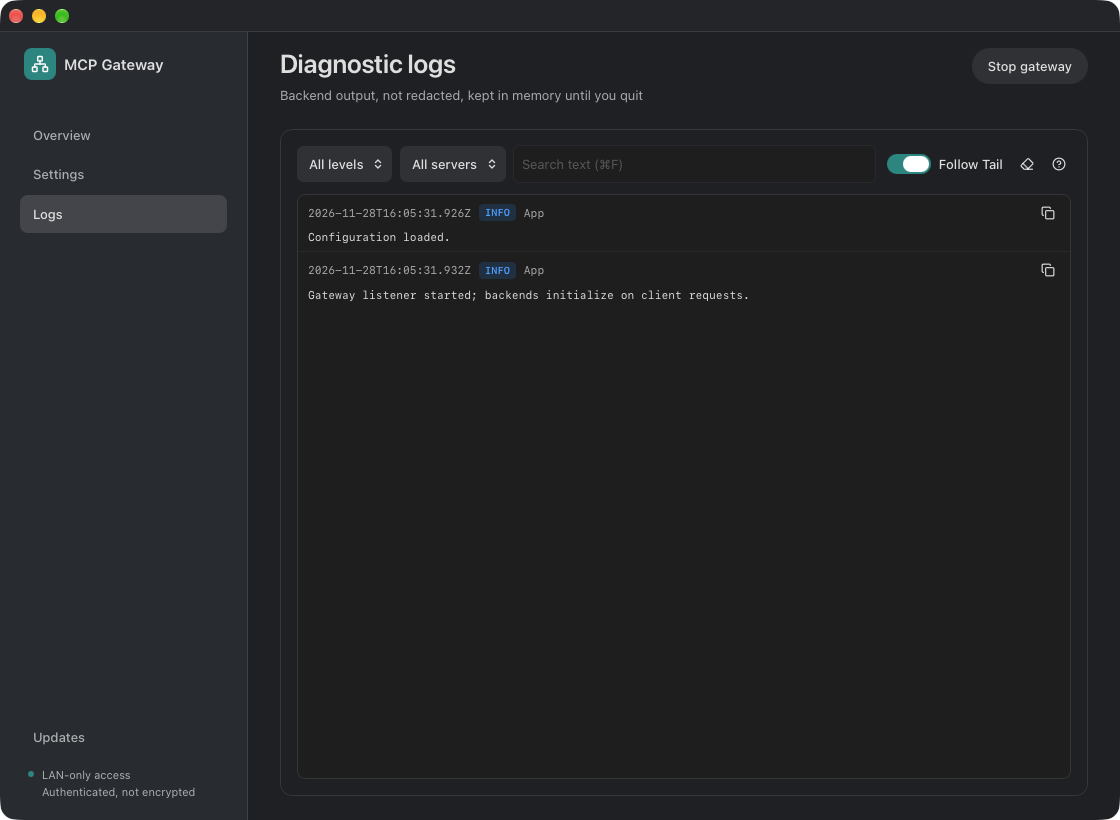 MCP Gateway
Overview
Settings
Logs
Updates
LAN-only access
Authenticated, not encrypted
Diagnostic logs
Backend output, not redacted, kept in memory until you quit
Stop gateway
All levels
All servers
Search text (⌘F)
Follow Tail
2026-11-28T16:05:31.926Z INFO App
Configuration loaded.
2026-11-28T16:05:31.932Z INFO App
Gateway listener started; backends initialize on client requests.